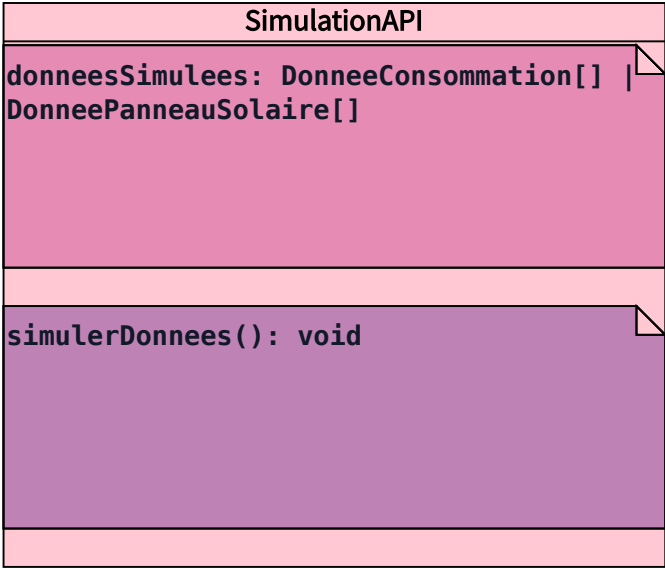 SimulationAPI
donneesSimulees: DonneeConsommation[] |
DonneePanneauSolaire[]
simulerDonnees(): void